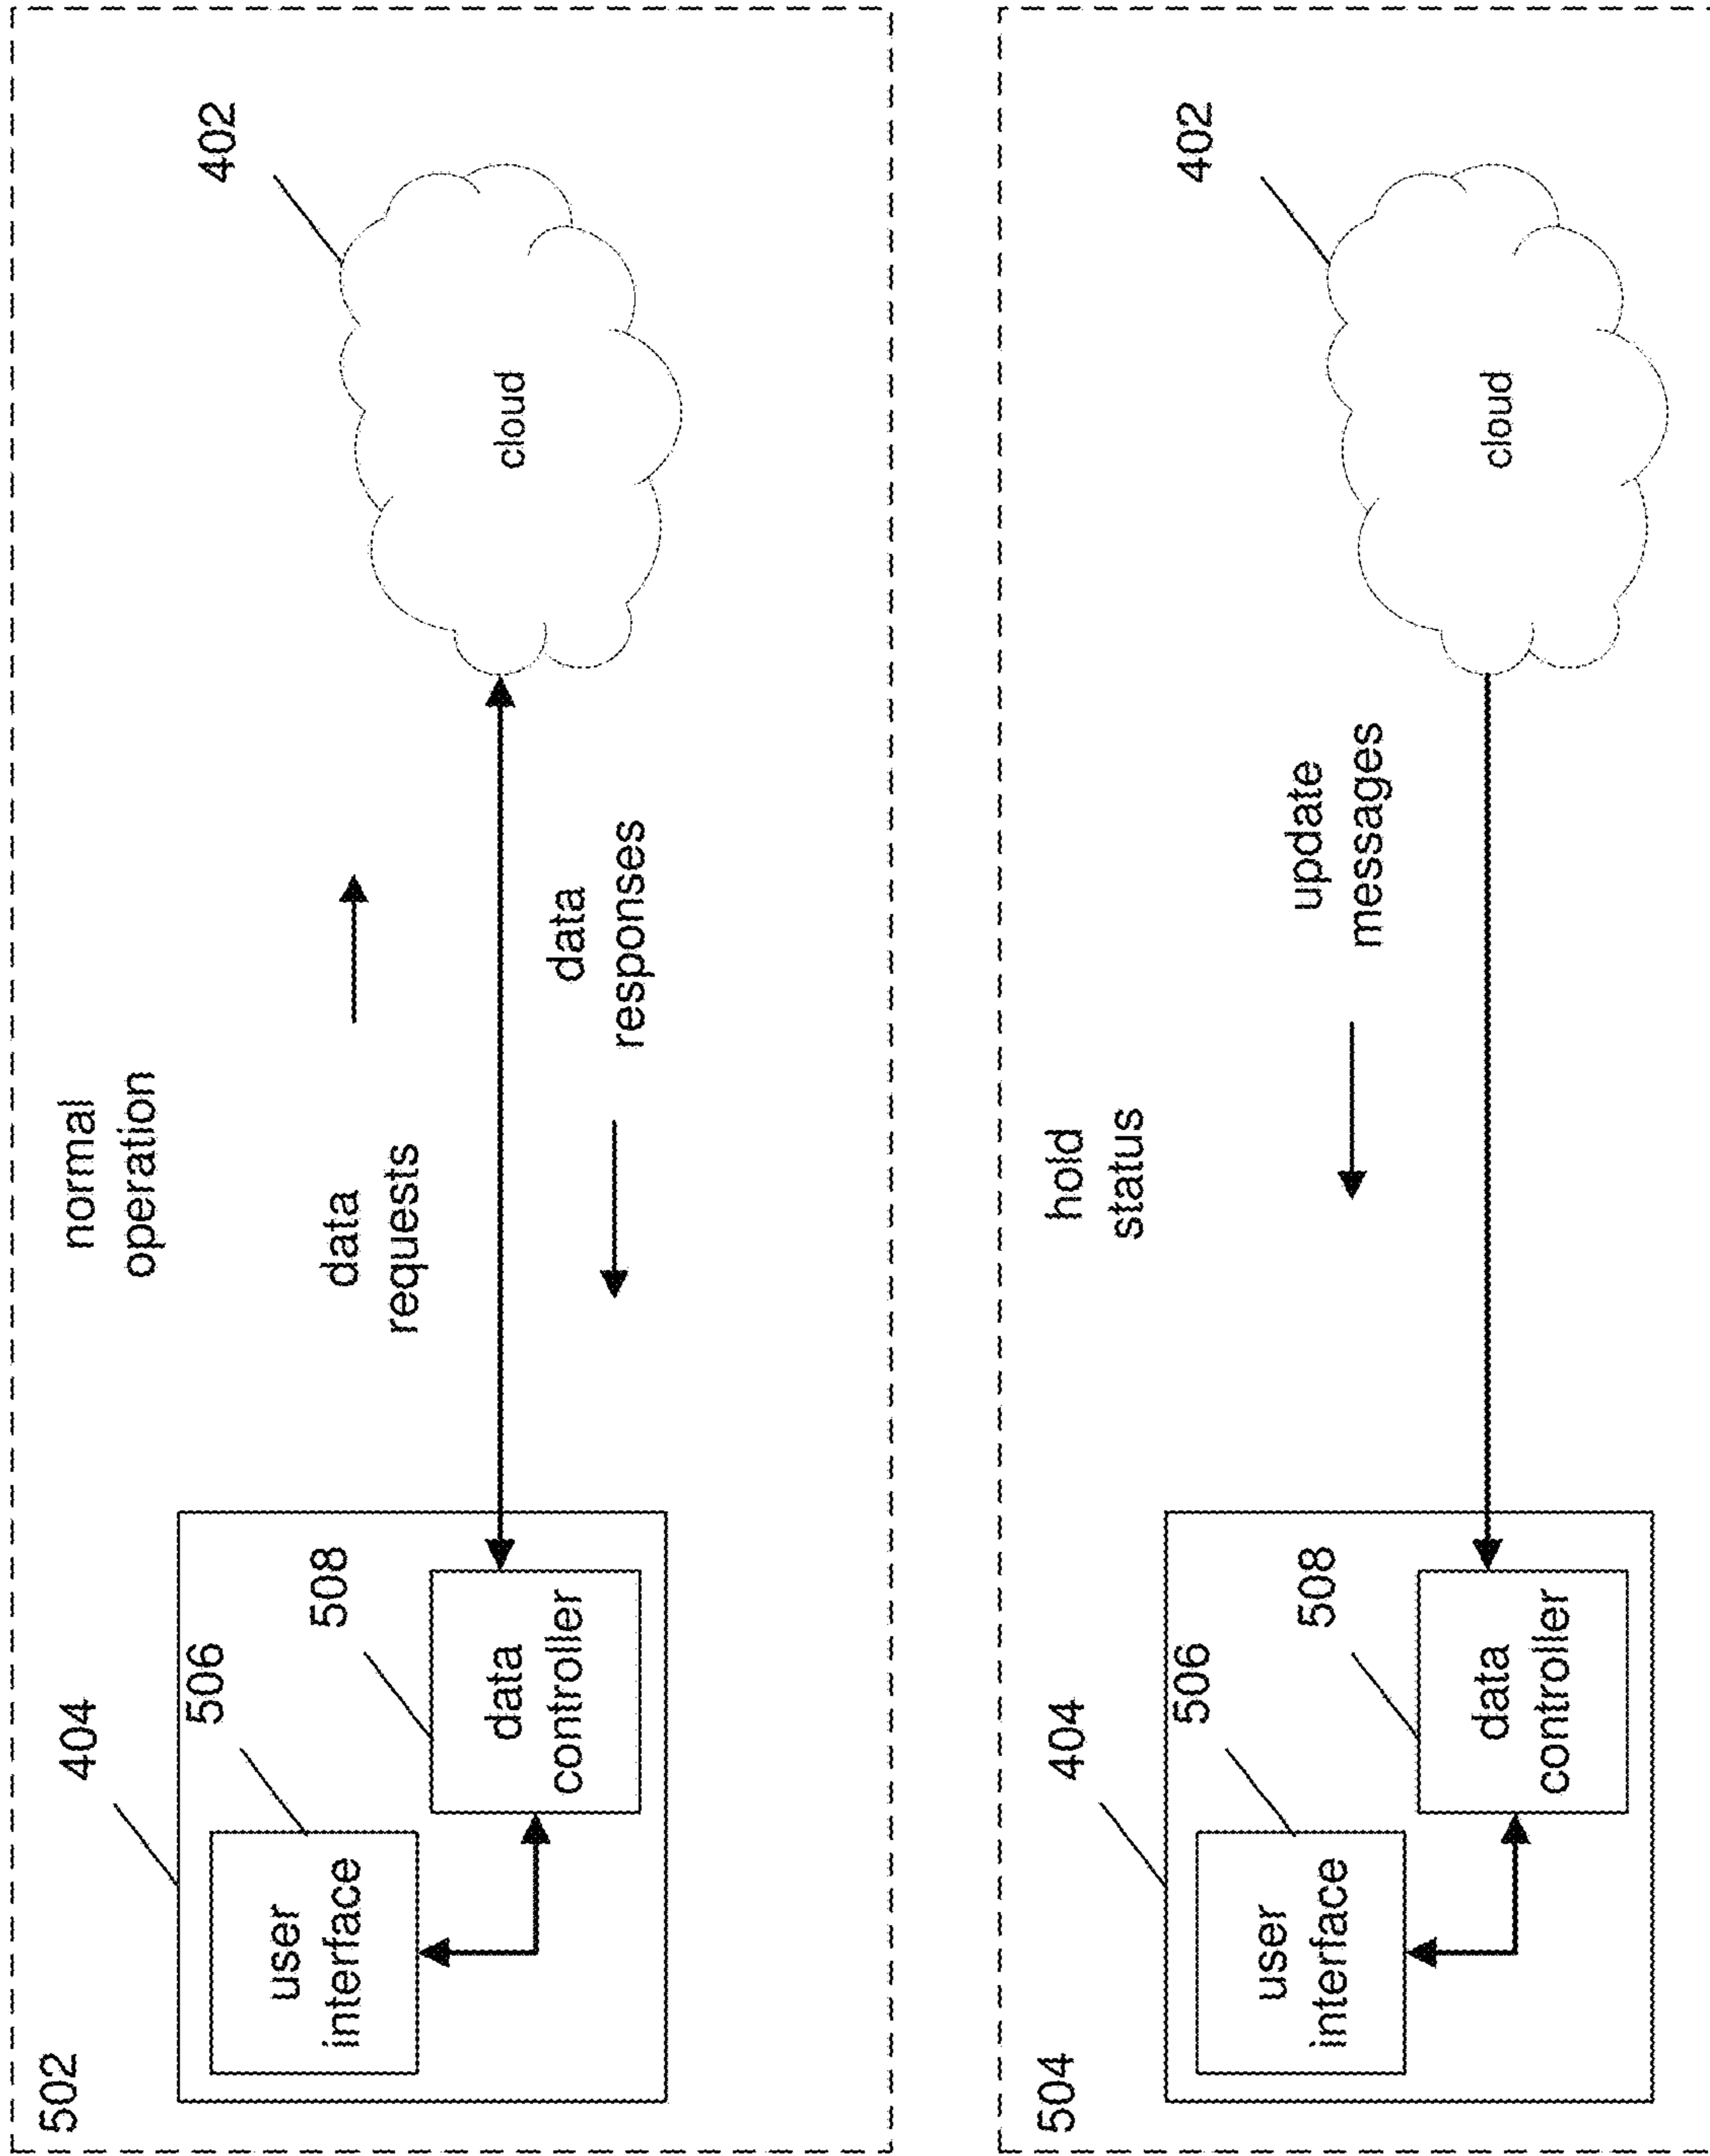 502
normal
operation
404
506
user
interface
508
data
controller
data
requests
data
responses
402
cloud
504
hold
status
404
506
user
interface
508
data
controller
update
messages
402
cloud